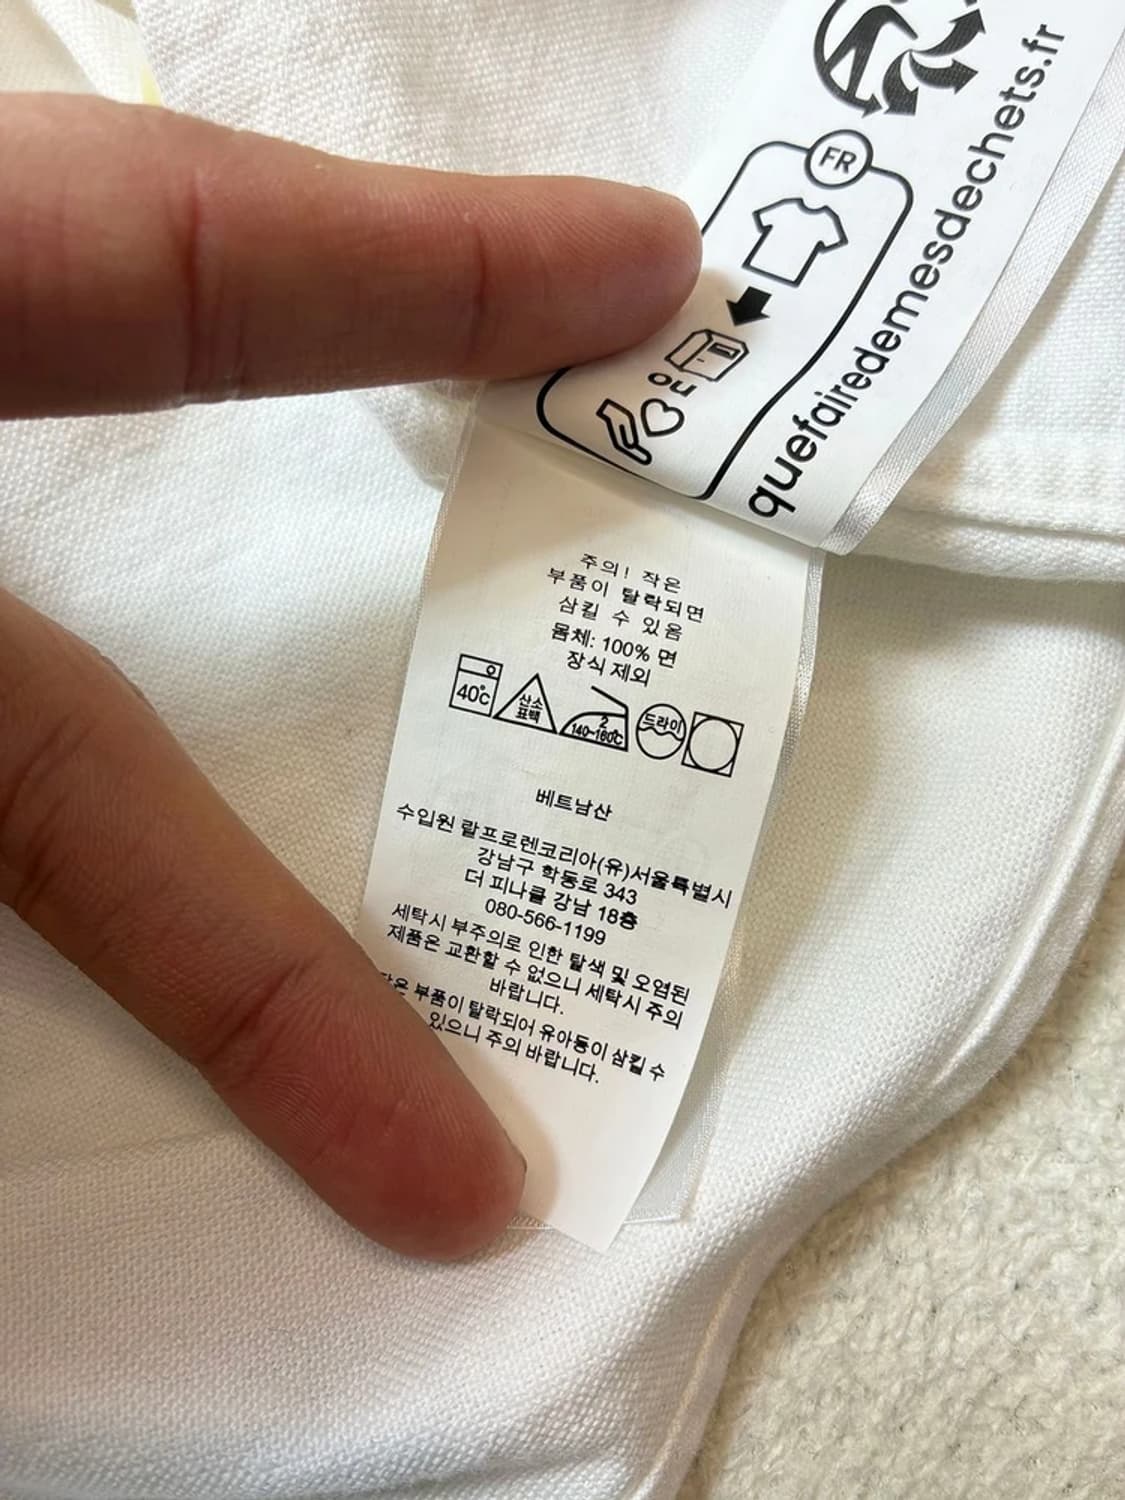 FR
OU
quefairedemesdechets.fr
주의! 작은
부품이 탈락되면
삼킬 수 있음
몸체: 100% 면
장식 제외
40℃
산소
표백
2
140~160℃
드라이
베트남산
수입원 랄프로렌코리아(유)서울특별시
강남구 학동로 343
더 피나클 강남 18층
080-566-1199
세탁시 부주의로 인한 탈색 및 오염된
제품은 교환할 수 없으니 세탁시 주의
바랍니다.
부품이 탈락되어 유아동이 삼킬 수
있으니 주의 바랍니다.